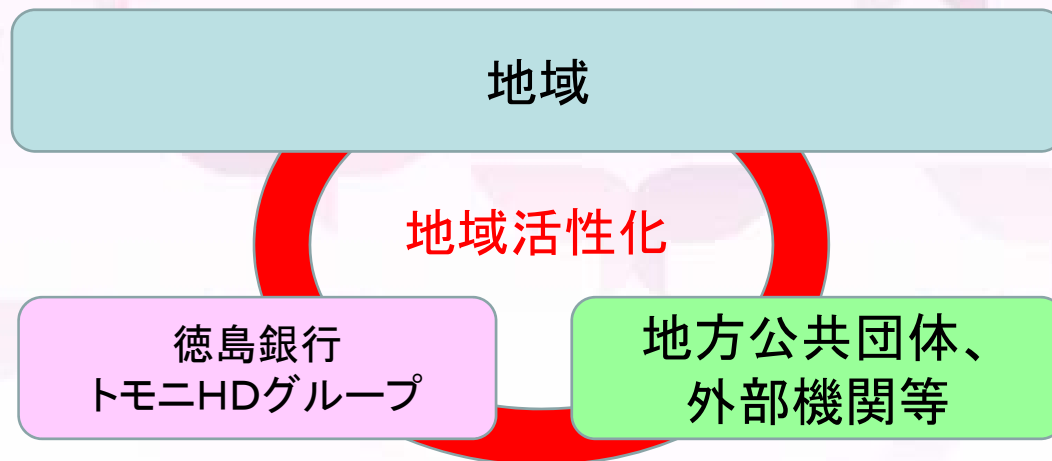 地域
地域活性化
徳島銀行
トモニHDグループ
地方公共団体、
外部機関等